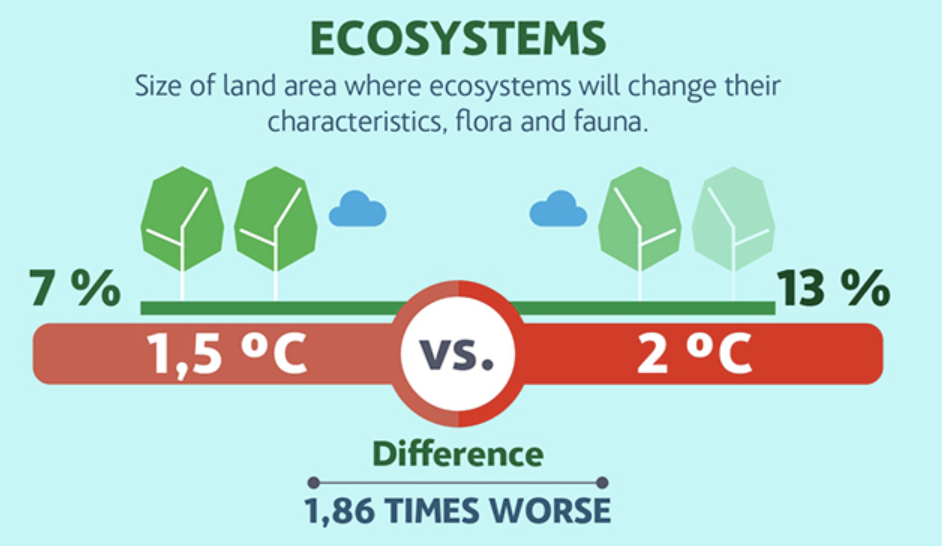 ECOSYSTEMS
Size of land area where ecosystems will change their
characteristics, flora and fauna.
7 %
13 %
1,5 ºC
vs.
2 ºC
Difference
1,86 TIMES WORSE